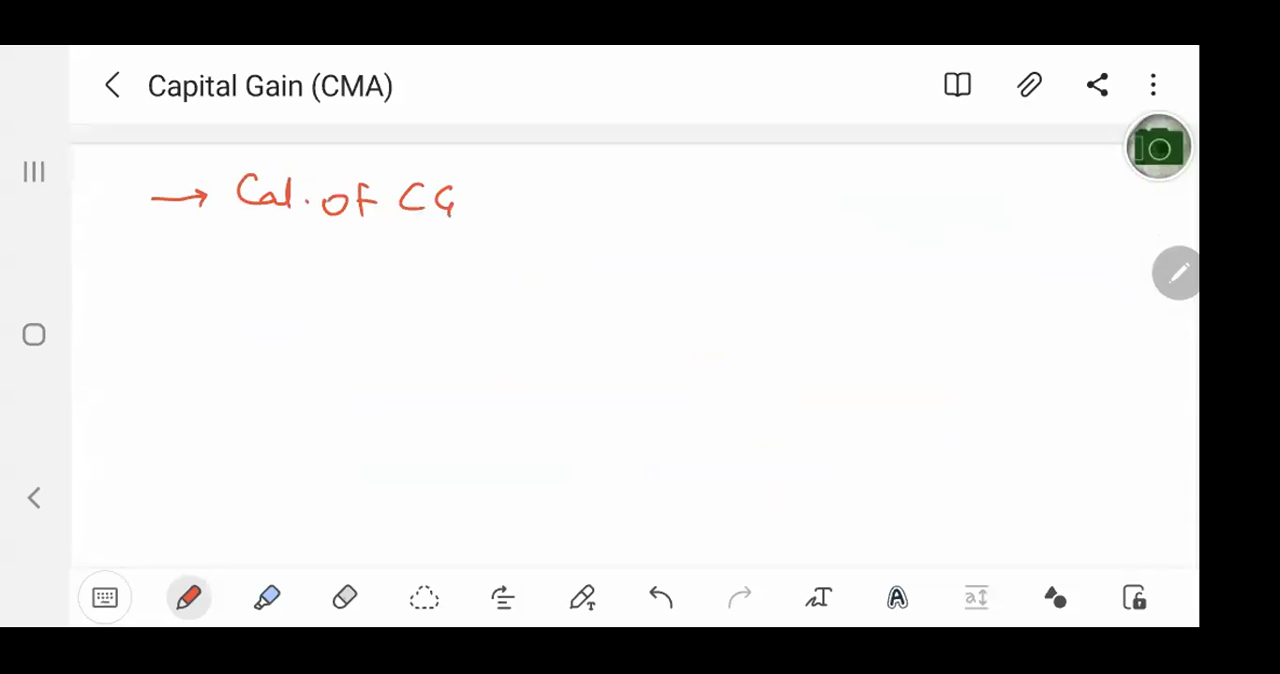 Capital Gain (CMA)
→ Cal. of CG